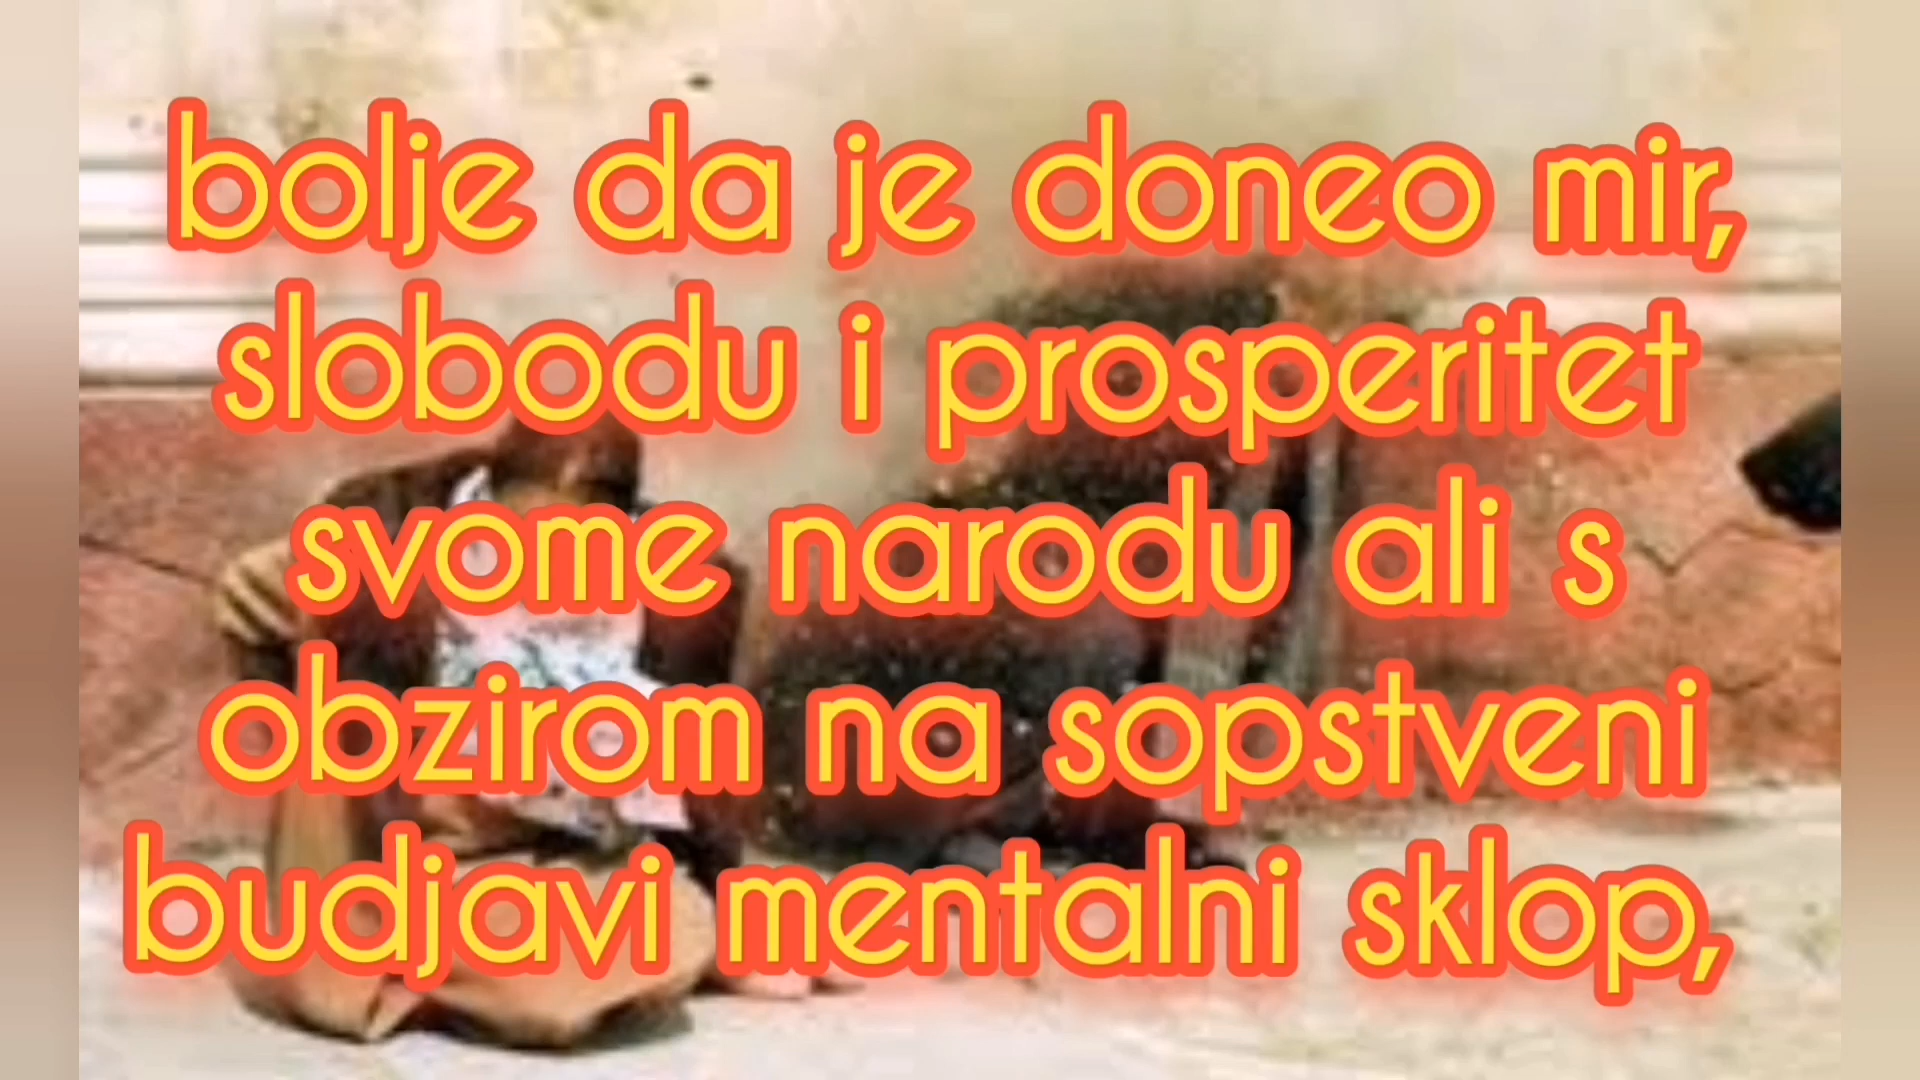 bolje da je doneo mir,
slobodu i prosperitet
svome narodu ali s
obzirom na sopstveni
budjavi mentalni sklop,